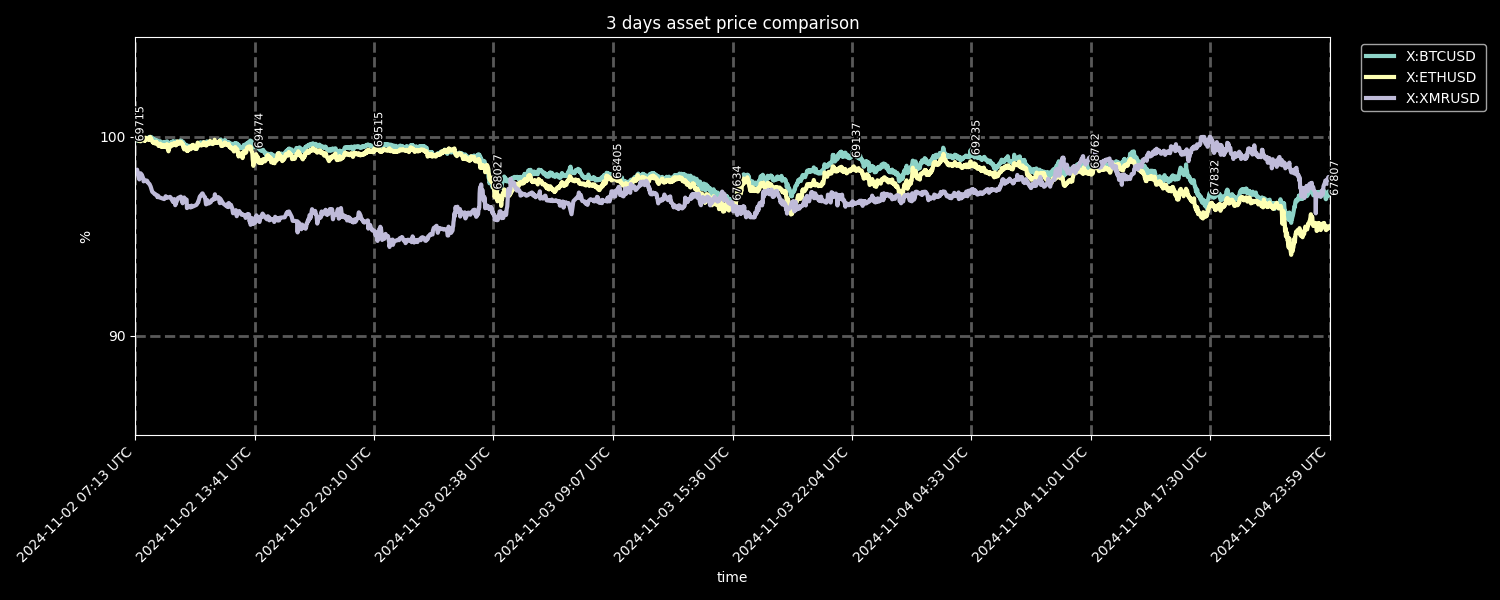 3 days asset price comparison
X:BTCUSD
X:ETHUSD
X:XMRUSD
100
90
%
69715
69474
69515
68027
68405
67634
69137
69235
68762
67832
67807
2024-11-02 07:13 UTC
2024-11-02 13:41 UTC
2024-11-02 20:10 UTC
2024-11-03 02:38 UTC
2024-11-03 09:07 UTC
2024-11-03 15:36 UTC
2024-11-03 22:04 UTC
2024-11-04 04:33 UTC
2024-11-04 11:01 UTC
2024-11-04 17:30 UTC
2024-11-04 23:59 UTC
time